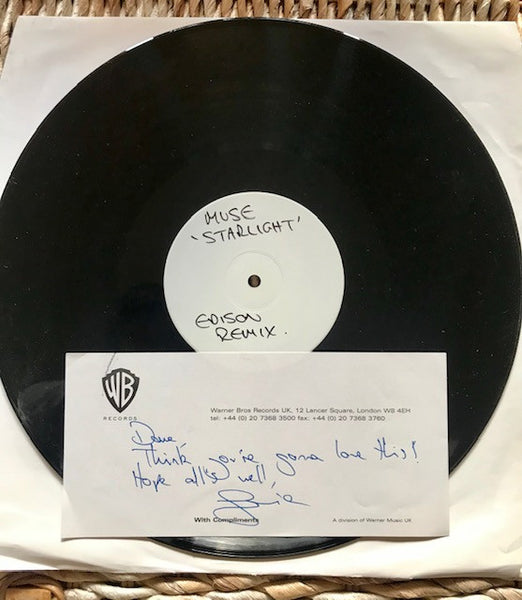 MUSE
'STARLIGHT'
EDISON
REMIX.
WB
RECORDS
Warner Bros Records UK, 12 Lancer Square, London W8 4EH
tel: +44 (0) 20 7368 3500 fax: +44 (0) 20 7368 3760
Dave,
Think you're gonna love this!
Hope all's well,
With Compliments
A division of Warner Music UK